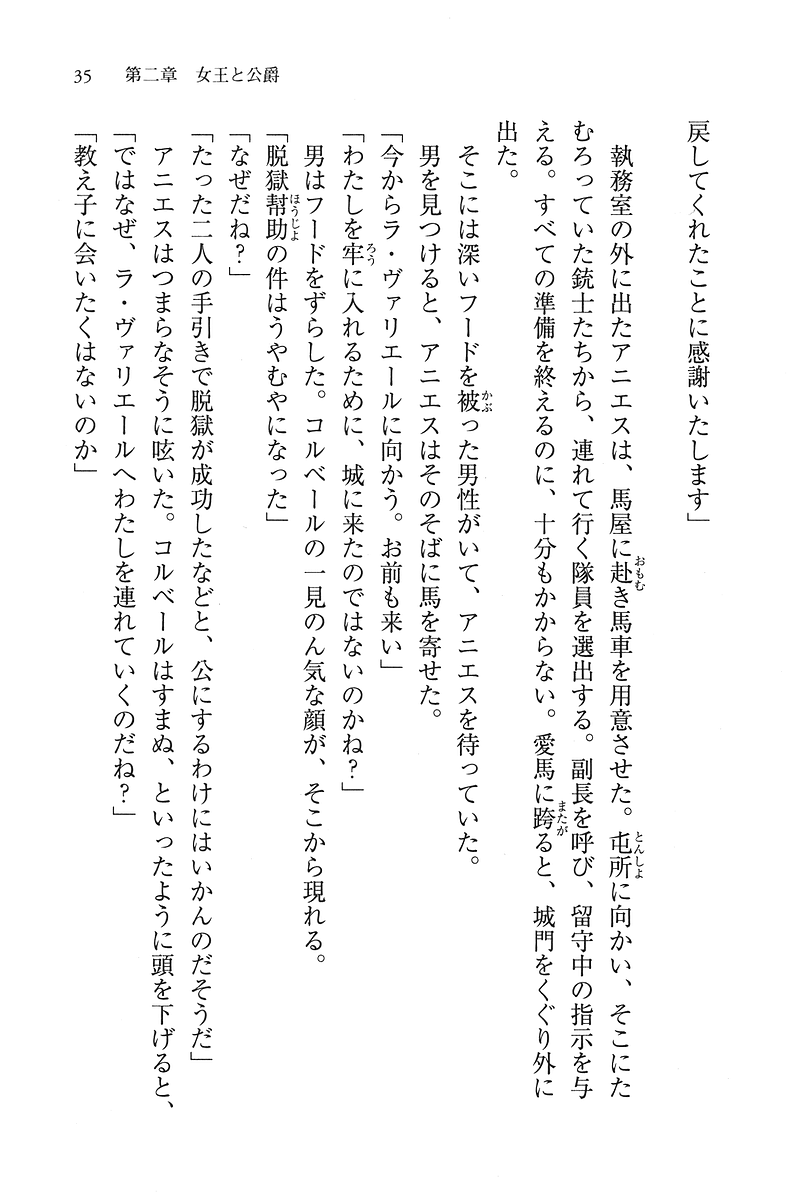 35　第二章　女王と公爵
戻してくれたことに感謝いたします」
執務室の外に出たアニエスは、馬屋に赴き馬車を用意させた。屯所に向かい、そこにた
むろっていた銃士たちから、連れて行く隊員を選出する。副長を呼び、留守中の指示を与
える。すべての準備を終えるのに、十分もかからない。愛馬に跨ると、城門をくぐり外に
出た。
そこには深いフードを被った男性がいて、アニエスを待っていた。
男を見つけると、アニエスはそのそばに馬を寄せた。
「今からラ・ヴァリエールに向かう。お前も来い」
「わたしを牢に入れるために、城に来たのではないのかね？」
男はフードをずらした。コルベールの一見のん気な顔が、そこから現れる。
「脱獄幇助の件はうやむやになった」
「なぜだね？」
「たった二人の手引きで脱獄が成功したなどと、公にするわけにはいかんのだそうだ」
アニエスはつまらなそうに呟いた。コルベールはすまぬ、といったように頭を下げると、
「ではなぜ、ラ・ヴァリエールへわたしを連れていくのだね？」
「教え子に会いたくはないのか」